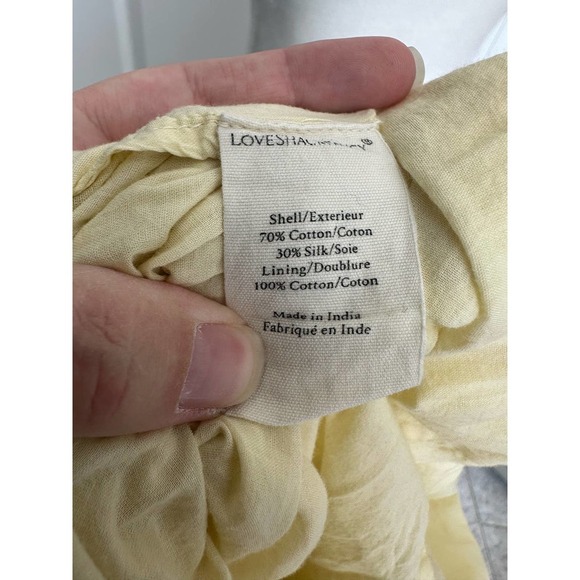 Shell/Exterieur
70% Cotton/Coton
30% Silk/Soie
Lining/Doublure
100% Cotton/Coton
Made in India
Fabriqué en Inde